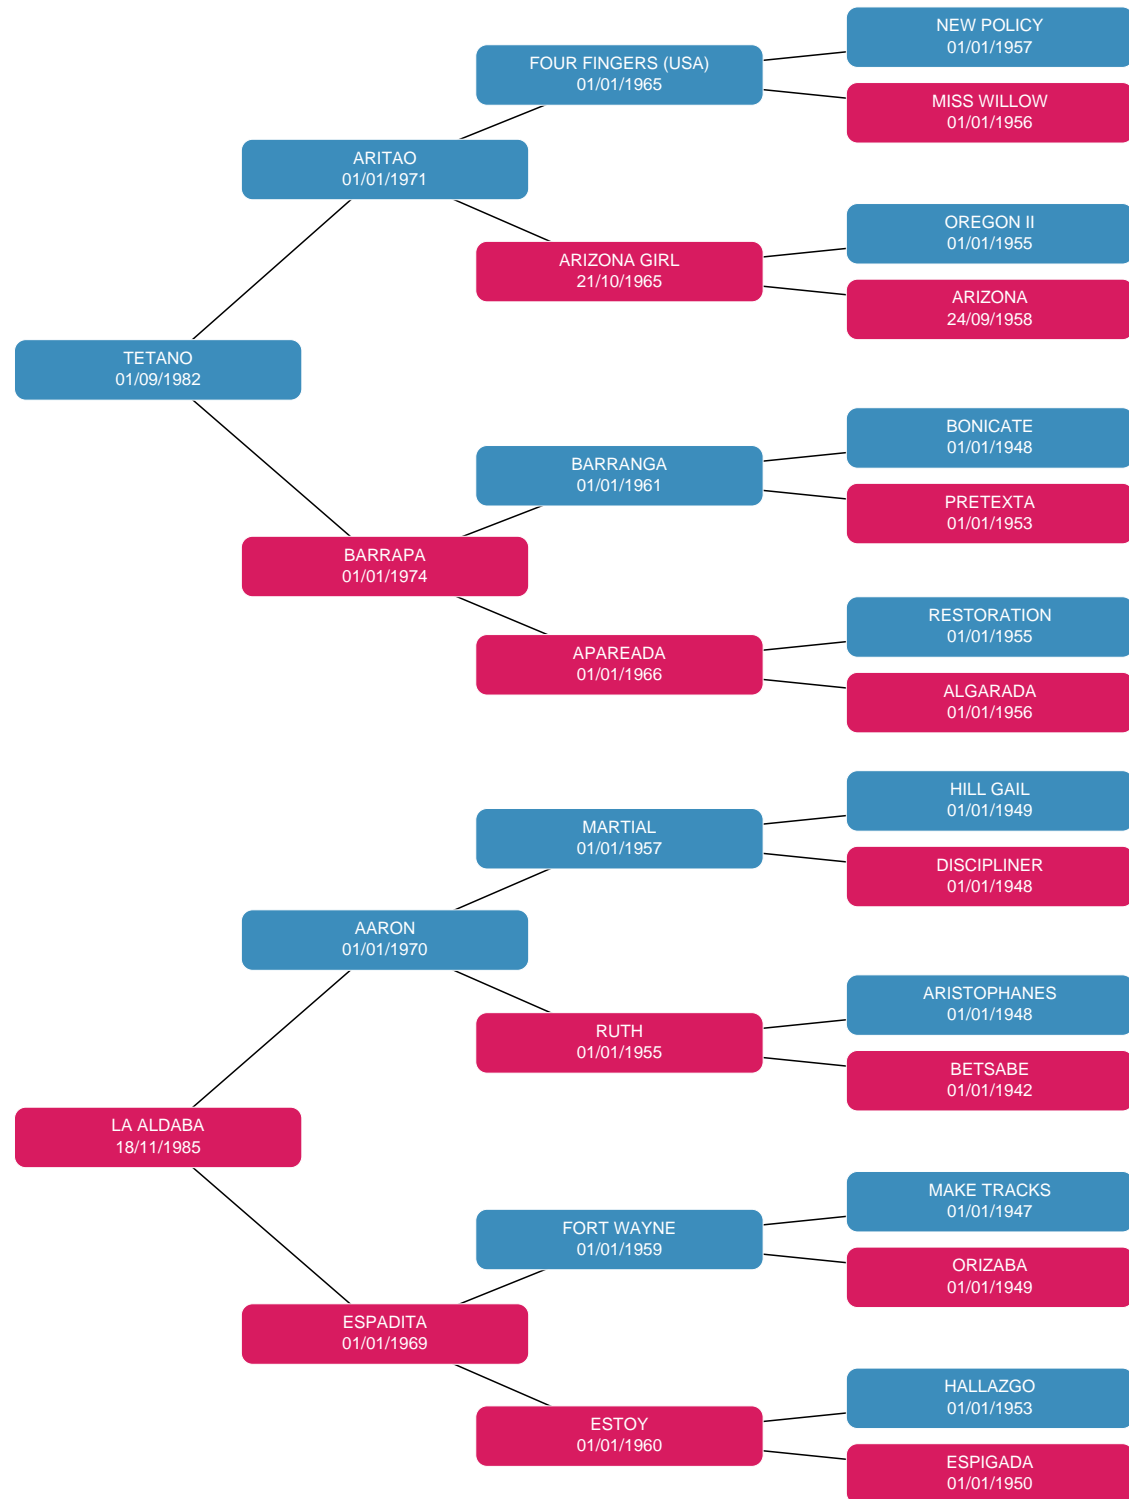 NEW POLICY
01/01/1957
FOUR FINGERS (USA)
01/01/1965
MISS WILLOW
01/01/1956
ARITAO
01/01/1971
OREGON II
01/01/1955
ARIZONA GIRL
21/10/1965
ARIZONA
24/09/1958
TETANO
01/09/1982
BONICATE
01/01/1948
BARRANGA
01/01/1961
PRETEXTA
01/01/1953
BARRAPA
01/01/1974
RESTORATION
01/01/1955
APAREADA
01/01/1966
ALGARADA
01/01/1956
HILL GAIL
01/01/1949
MARTIAL
01/01/1957
DISCIPLINER
01/01/1948
AARON
01/01/1970
ARISTOPHANES
01/01/1948
RUTH
01/01/1955
BETSABE
01/01/1942
LA ALDABA
18/11/1985
MAKE TRACKS
01/01/1947
FORT WAYNE
01/01/1959
ORIZABA
01/01/1949
ESPADITA
01/01/1969
HALLAZGO
01/01/1953
ESTOY
01/01/1960
ESPIGADA
01/01/1950